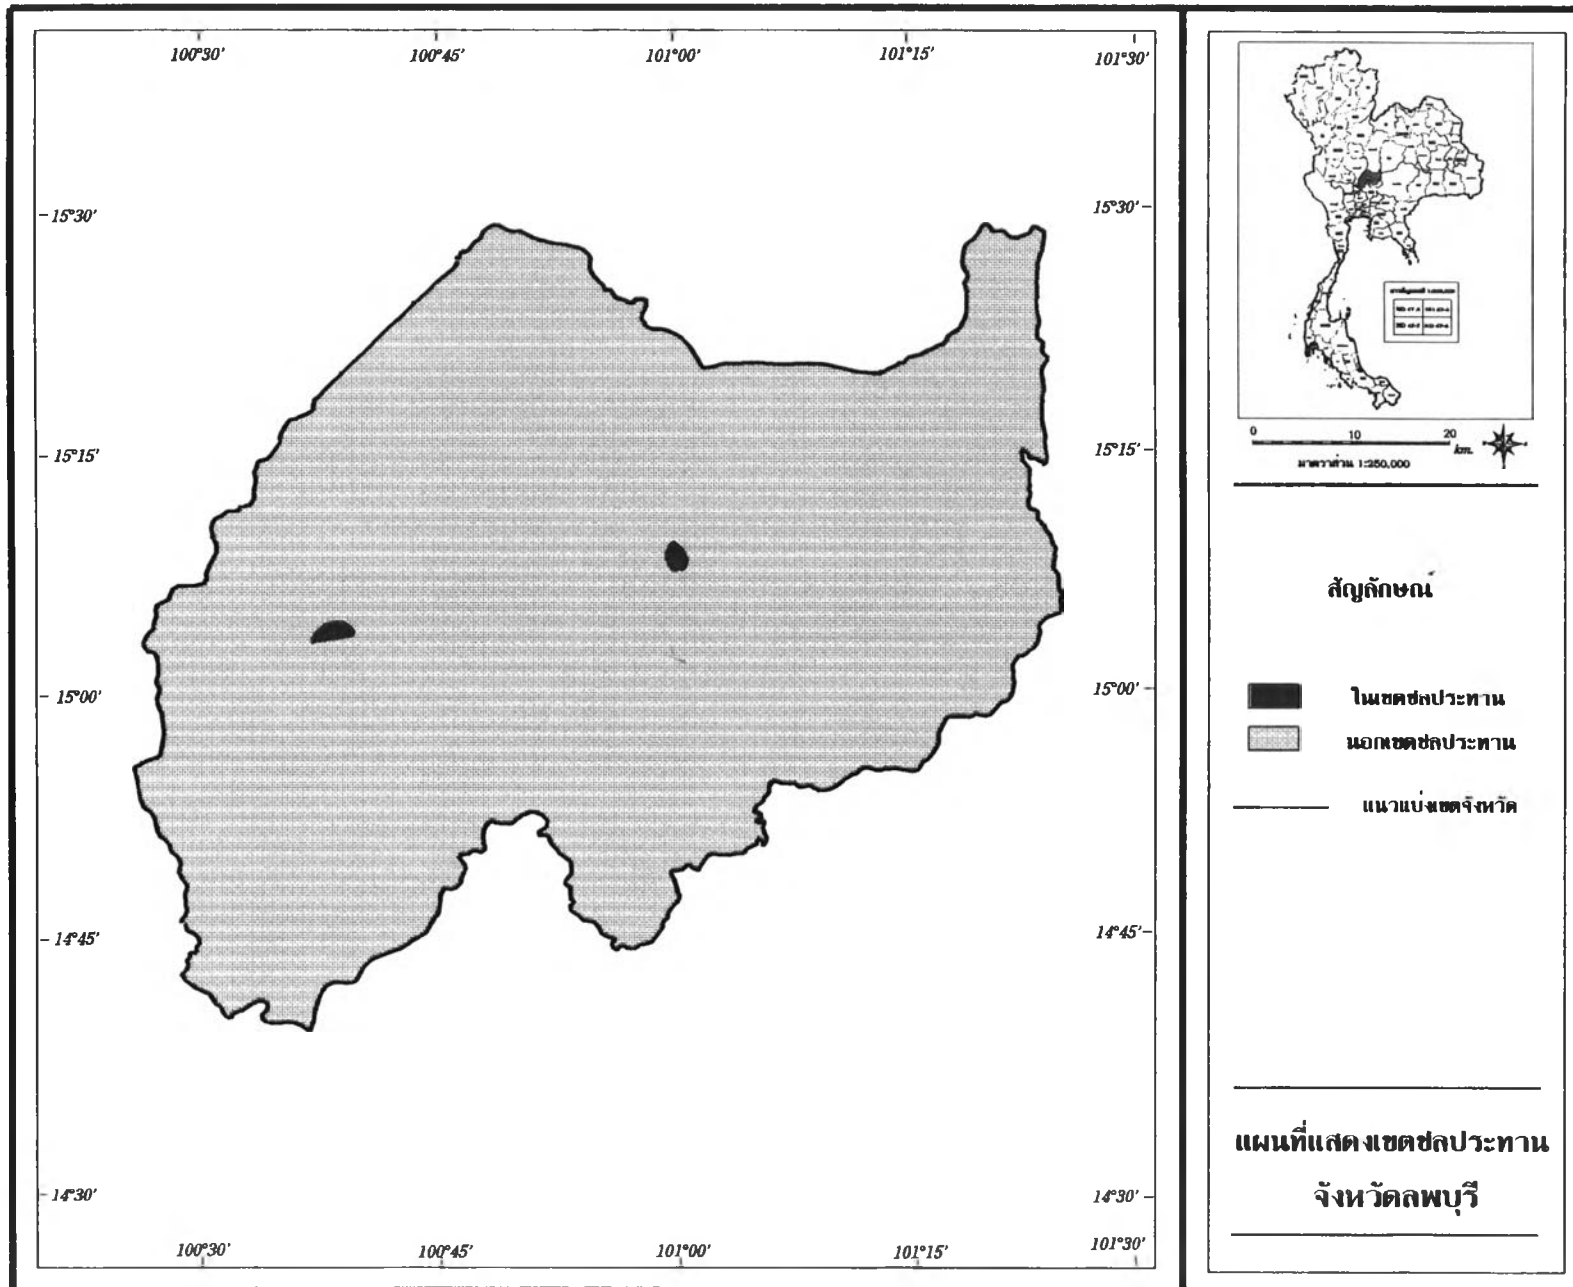 100°30' 100°45' 101°00' 101°15' 101°30'
15°30' 15°30'
15°15' 15°15'
15°00' 15°00'
14°45' 14°45'
14°30' 14°30'
100°30' 100°45' 101°00' 101°15' 101°30'
0 10 20 km.
มาตราส่วน 1:250,000
สัญลักษณ์
ในเขตชลประทาน
นอกเขตชลประทาน
แนวแบ่งเขตจังหวัด
แผนที่แสดงเขตชลประทาน
จังหวัดลพบุรี